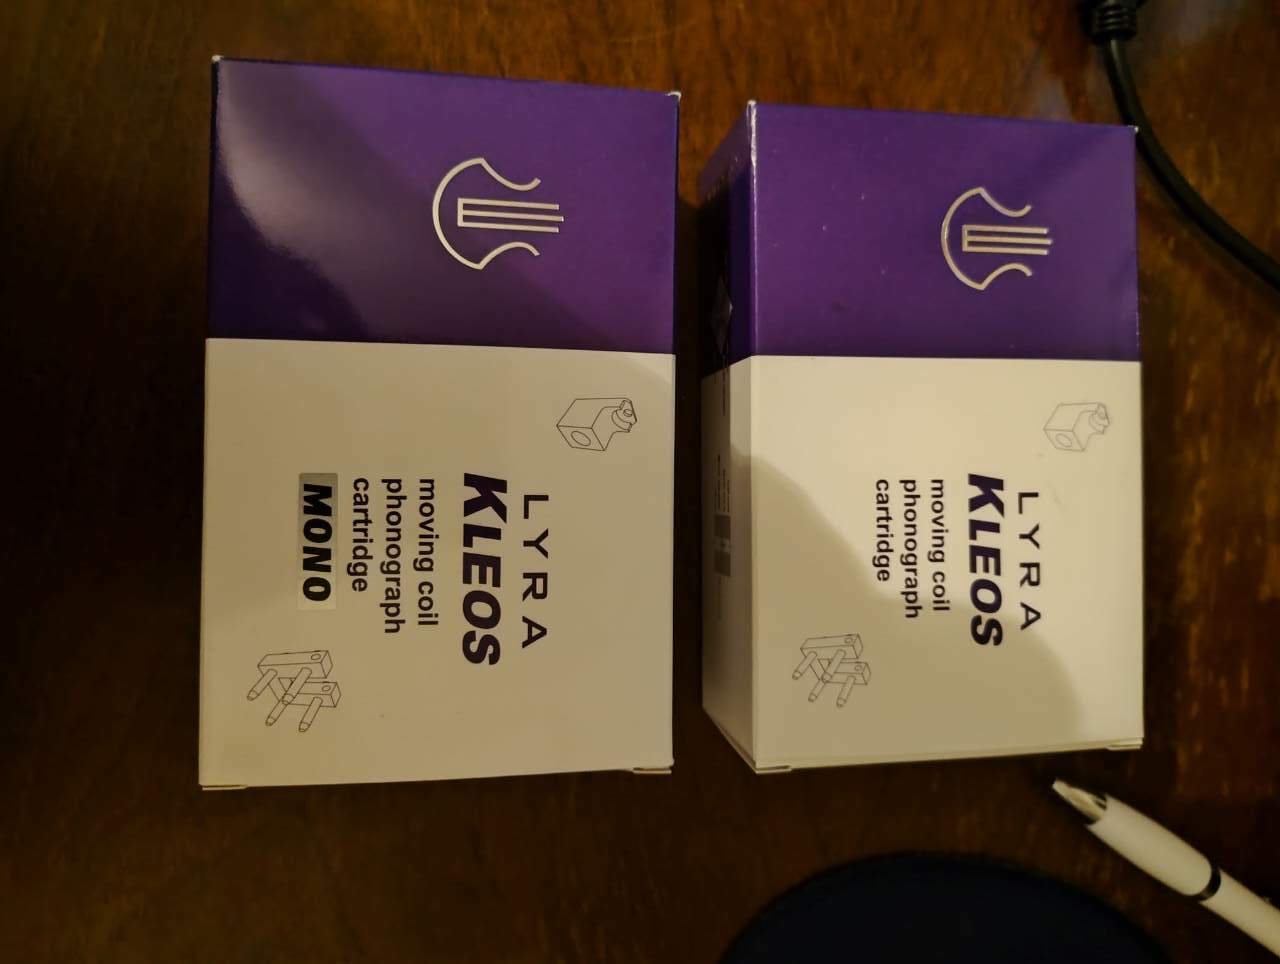 LYRA
KLEOS
moving coil
phonograph
cartridge
MONO
LYRA
KLEOS
moving coil
phonograph
cartridge